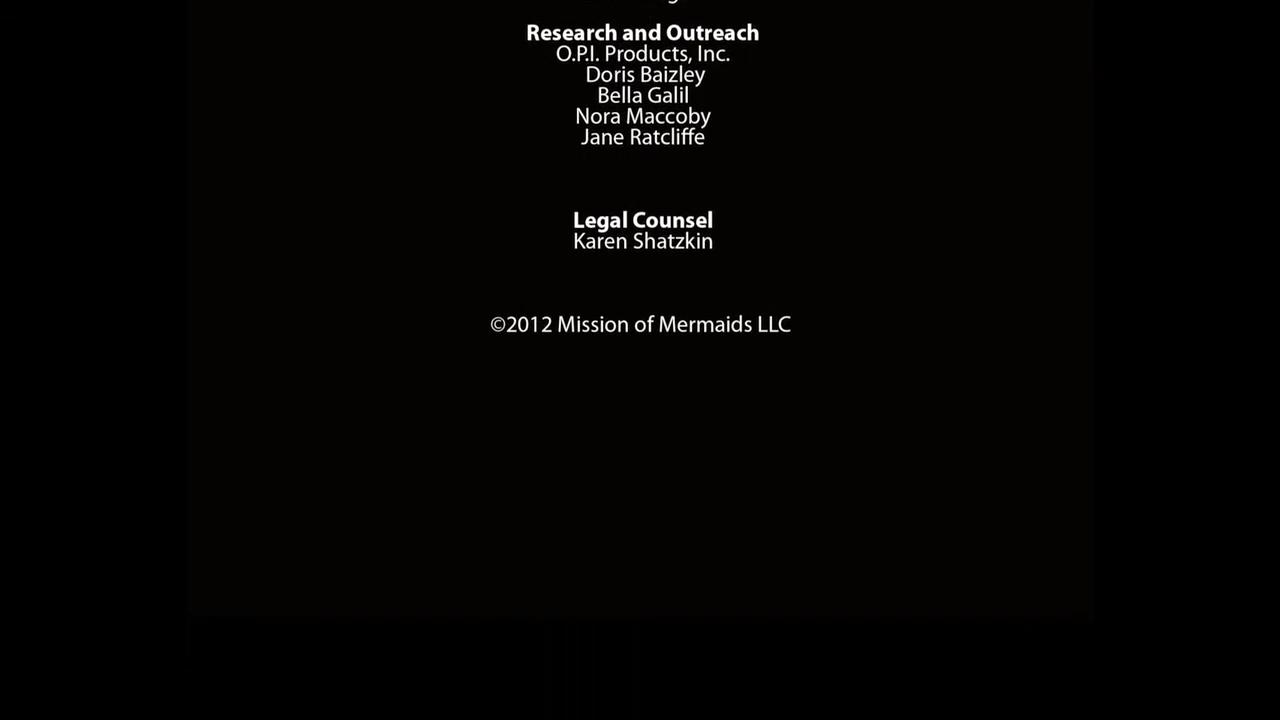 Research and Outreach
O.P.I. Products, Inc.
Doris Baizley
Bella Galil
Nora Maccoby
Jane Ratcliffe
Legal Counsel
Karen Shatzkin
©2012 Mission of Mermaids LLC